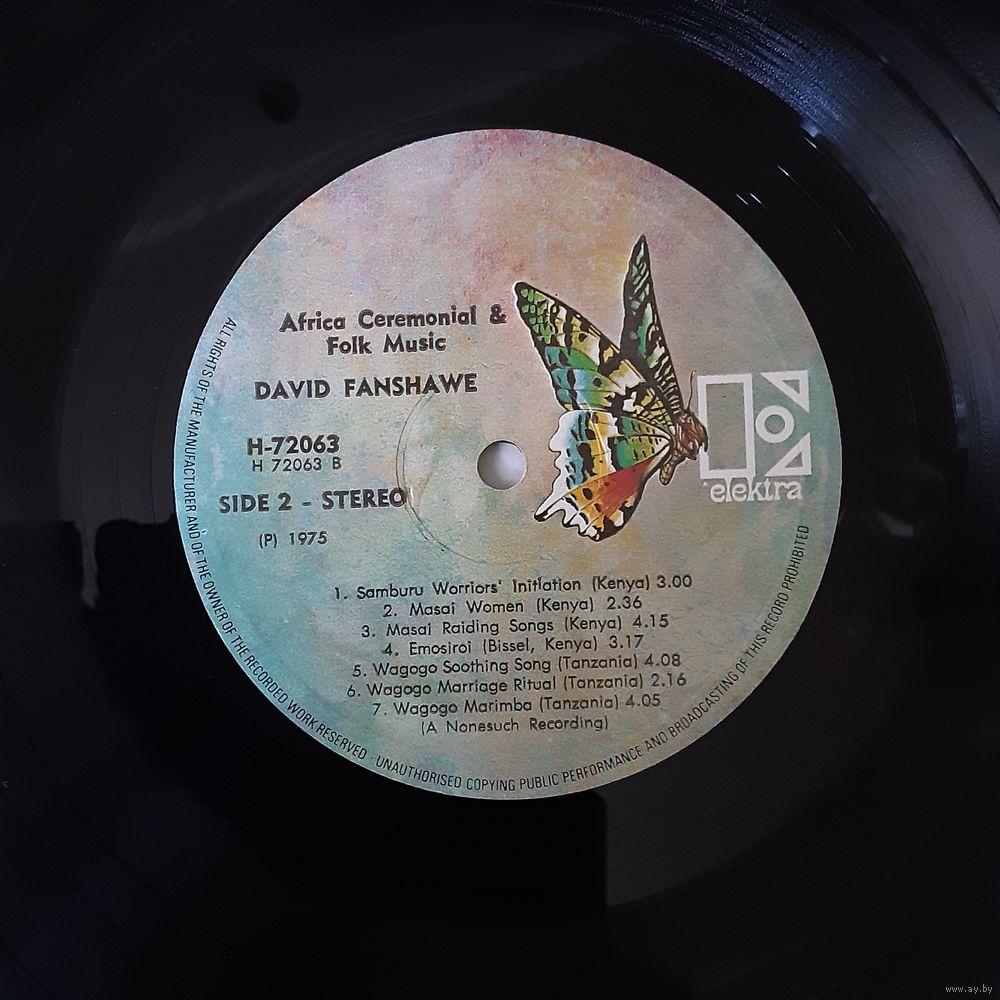 Africa Ceremonial &
Folk Music
DAVID FANSHAWE
H-72063
H 72063 B
SIDE 2 - STEREO
(P) 1975
elektra
1. Samburu Worriors' Initiation (Kenya) 3.00
2. Masai Women (Kenya) 2.36
3. Masai Raiding Songs (Kenya) 4.15
4. Emosiroi (Bissel, Kenya) 3.17
5. Wagogo Soothing Song (Tanzania) 4.08
6. Wagogo Marriage Ritual (Tanzania) 2.16
7. Wagogo Marimba (Tanzania) 4.05
(A Nonesuch Recording)
ALL RIGHTS OF THE MANUFACTURER AND OF THE OWNER OF THE RECORDED WORK RESERVED · UNAUTHORISED COPYING PUBLIC PERFORMANCE AND BROADCASTING OF THIS RECORD PROHIBITED
www.ay.by